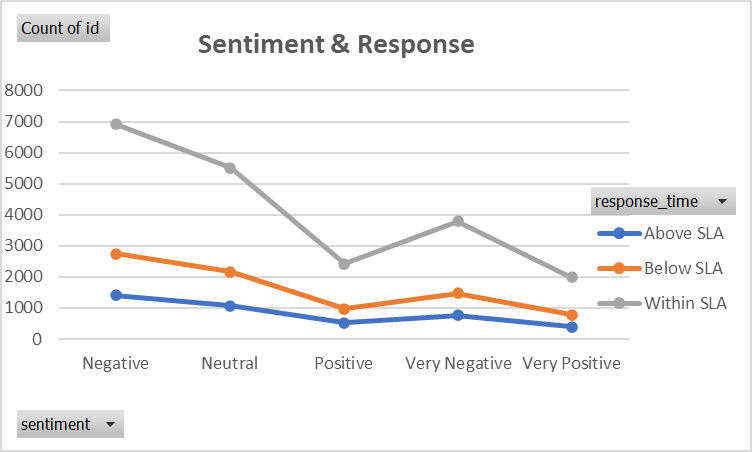 Count of id
Sentiment & Response
8000
7000
6000
5000
4000
3000
2000
1000
0
Negative
Neutral
Positive
Very Negative
Very Positive
response_time
Above SLA
Below SLA
Within SLA
sentiment